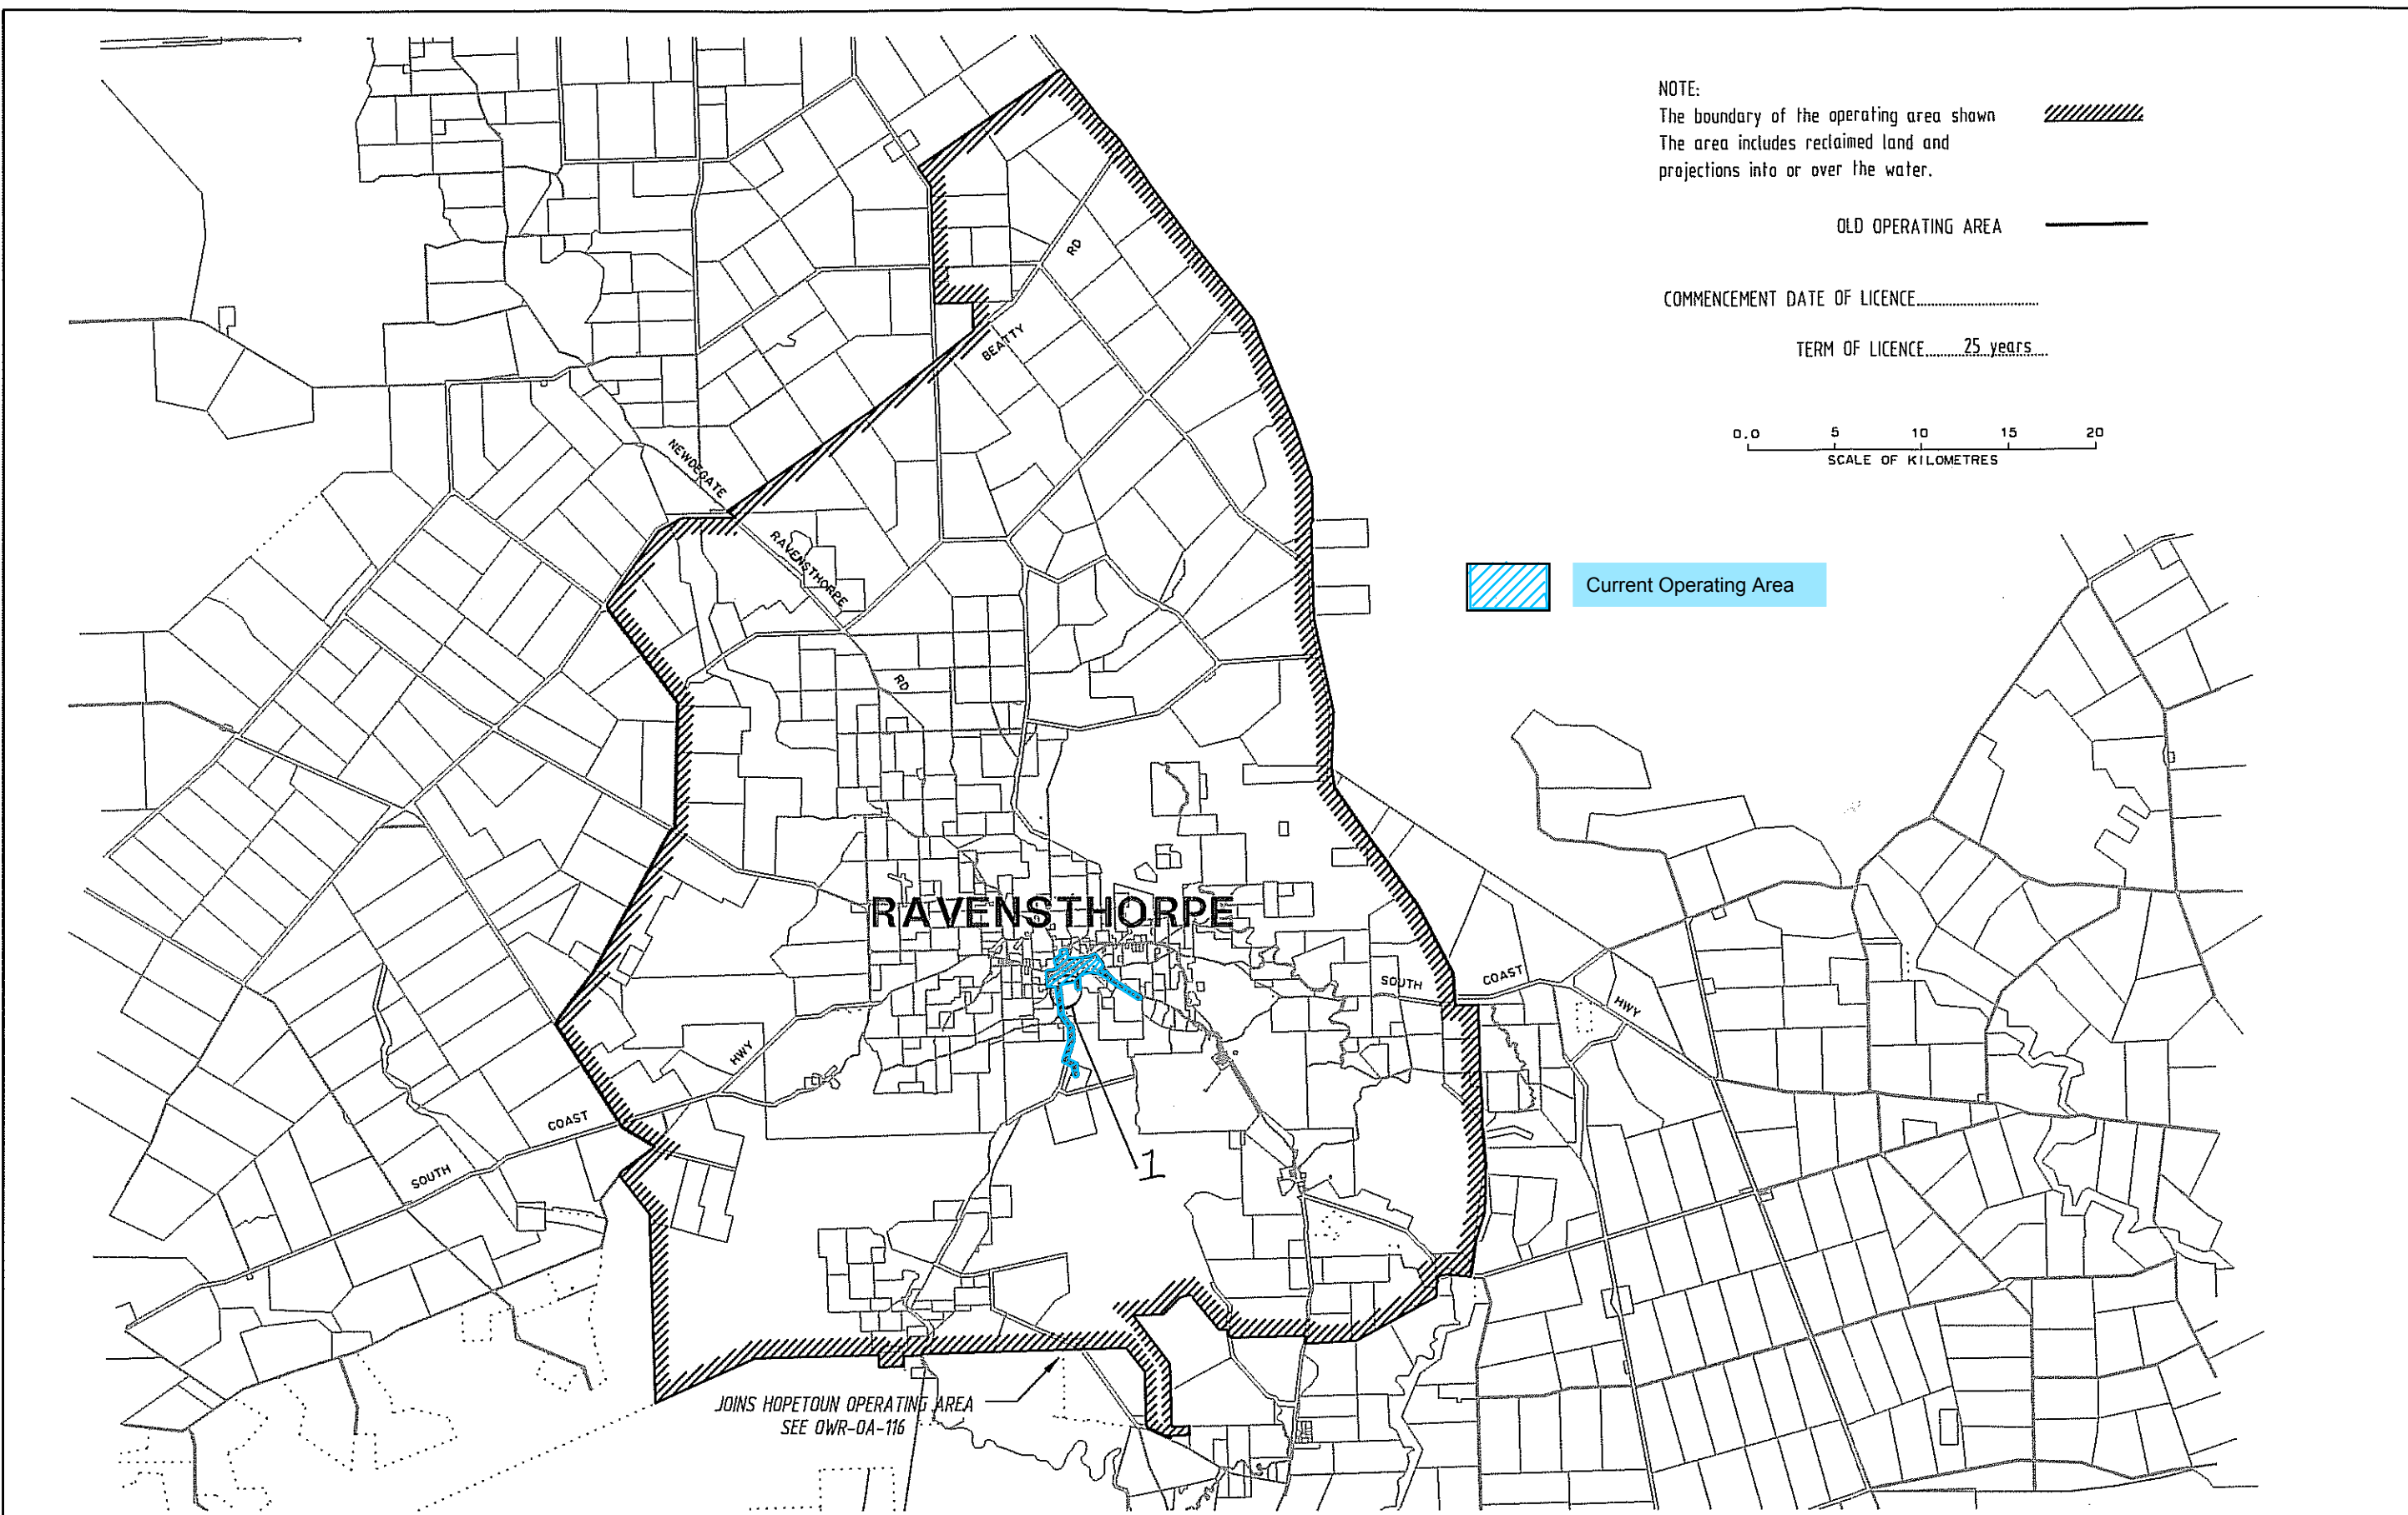 NOTE:
The boundary of the operating area shown
The area includes reclaimed land and
projections into or over the water.
OLD OPERATING AREA
COMMENCEMENT DATE OF LICENCE
TERM OF LICENCE 25 years
0.0 5 10 15 20
SCALE OF KILOMETRES
Current Operating Area
BEATTY
RD
NEWDEGATE
RAVENSTHORPE
RD
RAVENSTHORPE
SOUTH
COAST
HWY
HWY
COAST
SOUTH
1
JOINS HOPETOUN OPERATING AREA
SEE OWR-OA-116